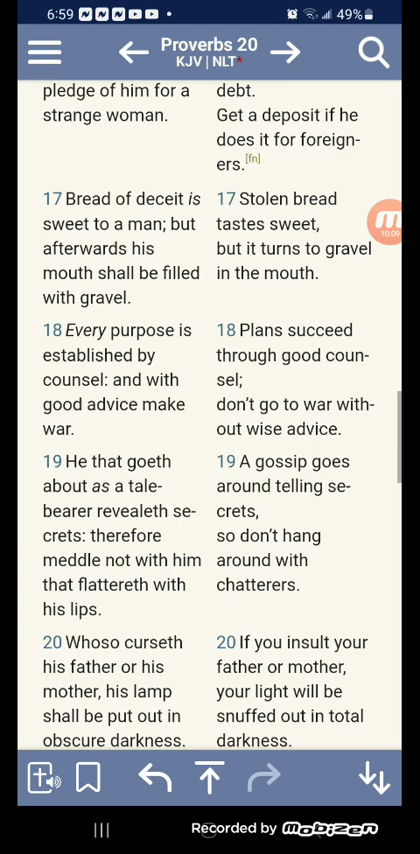 6:59
49%
Proverbs 20
KJV | NLT*
pledge of him for a
strange woman.
17 Bread of deceit is
sweet to a man; but
afterwards his
mouth shall be filled
with gravel.
18 Every purpose is
established by
counsel: and with
good advice make
war.
19 He that goeth
about as a tale-
bearer revealeth se-
crets: therefore
meddle not with him
that flattereth with
his lips.
20 Whoso curseth
his father or his
mother, his lamp
shall be put out in
obscure darkness.
debt.
Get a deposit if he
does it for foreign-
ers.[fn]
17 Stolen bread
tastes sweet,
but it turns to gravel
in the mouth.
18 Plans succeed
through good coun-
sel;
don’t go to war with-
out wise advice.
19 A gossip goes
around telling se-
crets,
so don’t hang
around with
chatterers.
20 If you insult your
father or mother,
your light will be
snuffed out in total
darkness.
10:09
Recorded by mobizen